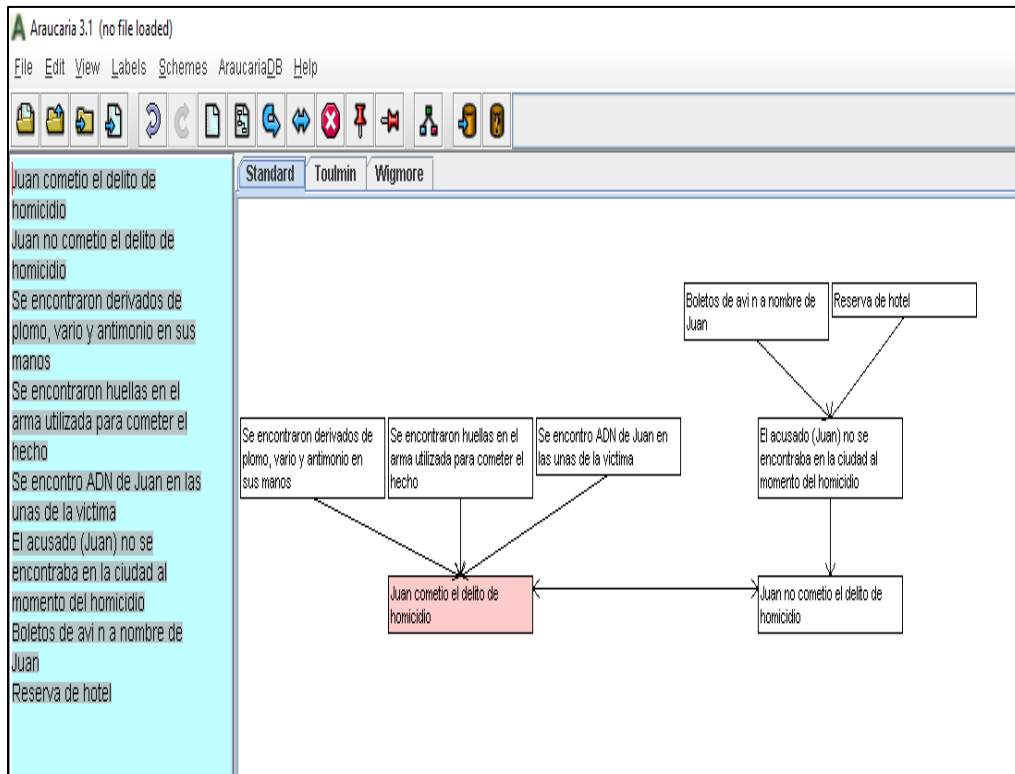 Araucaria 3.1 (no file loaded)
File Edit View Labels Schemes AraucariaDB Help
Juan cometio el delito de
homicidio
Juan no cometio el delito de
homicidio
Se encontraron derivados de
plomo, vario y antimonio en sus
manos
Se encontraron huellas en el
arma utilizada para cometer el
hecho
Se encontro ADN de Juan en las
unas de la victima
El acusado (Juan) no se
encontraba en la ciudad al
momento del homicidio
Boletos de avi n a nombre de
Juan
Reserva de hotel
Standard Toulmin Wigmore
Boletos de avi n a nombre de
Juan
Reserva de hotel
Se encontraron derivados de
plomo, vario y antimonio en
sus manos
Se encontraron huellas en el
arma utilizada para cometer el
hecho
Se encontro ADN de Juan en
las unas de la victima
El acusado (Juan) no se
encontraba en la ciudad al
momento del homicidio
Juan cometio el delito de
homicidio
Juan no cometio el delito de
homicidio